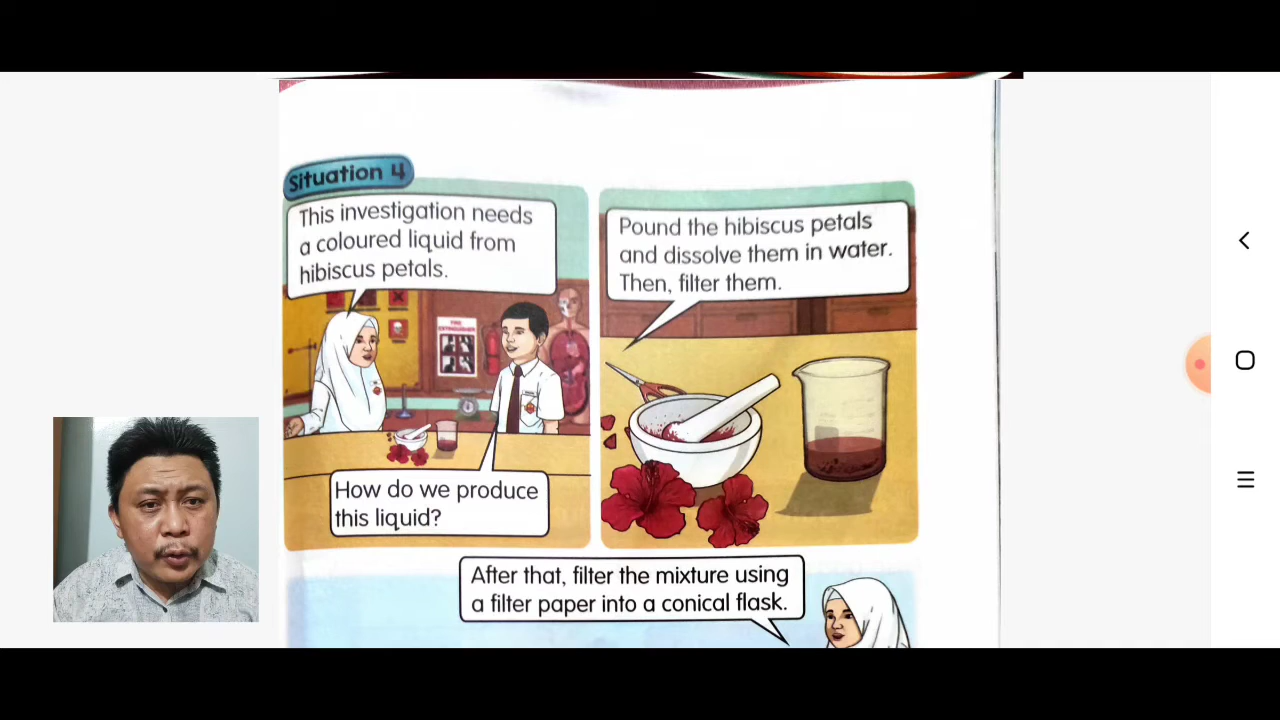 Situation 4
This investigation needs
a coloured liquid from
hibiscus petals.
FIRE
EXTINGUISHER
How do we produce
this liquid?
Pound the hibiscus petals
and dissolve them in water.
Then, filter them.
After that, filter the mixture using
a filter paper into a conical flask.